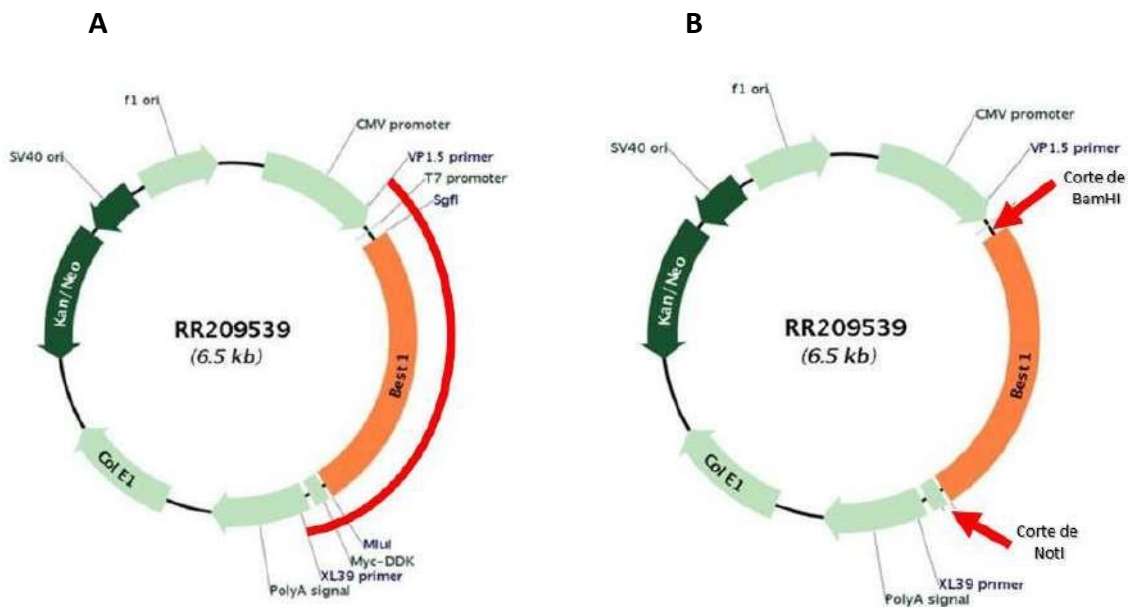 A
f1 ori
CMV promoter
SV40 ori
VP1.5 primer
T7 promoter
SgfI
Kan/Neo
RR209539
(6.5 kb)
Best 1
Col E1
MluI
Myc-DDK
XL39 primer
PolyA signal
B
f1 ori
CMV promoter
SV40 ori
VP1.5 primer
Corte de
BamHI
Kan/Neo
RR209539
(6.5 kb)
Best 1
Col E1
Corte de
NotI
XL39 primer
PolyA signal